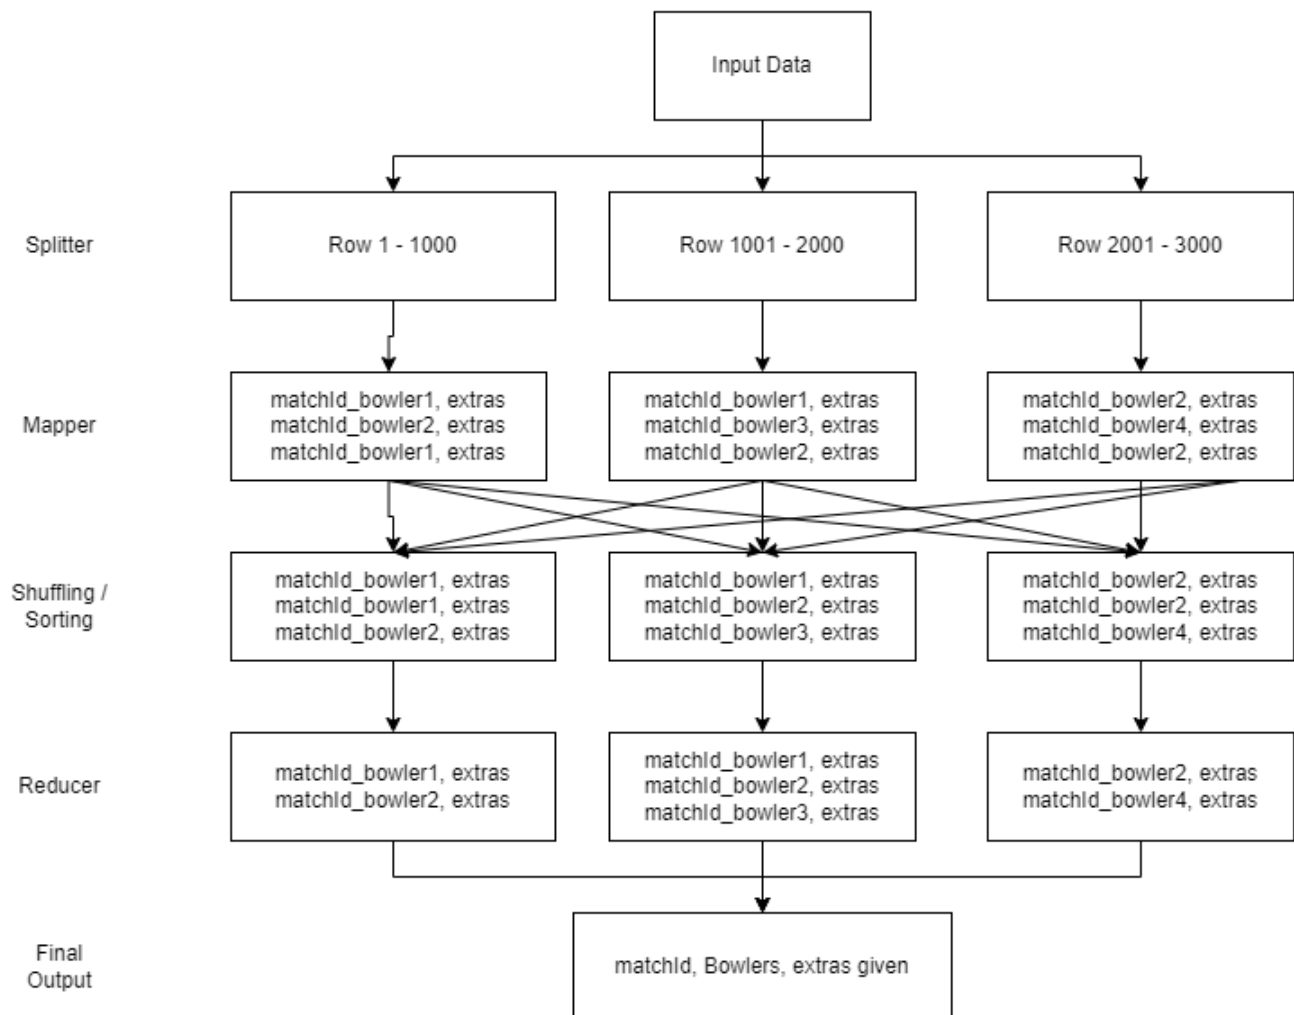 Input Data
Splitter
Row 1 - 1000
Row 1001 - 2000
Row 2001 - 3000
Mapper
matchId_bowler1, extras
matchId_bowler2, extras
matchId_bowler1, extras
matchId_bowler1, extras
matchId_bowler3, extras
matchId_bowler2, extras
matchId_bowler2, extras
matchId_bowler4, extras
matchId_bowler2, extras
Shuffling /
Sorting
matchId_bowler1, extras
matchId_bowler1, extras
matchId_bowler2, extras
matchId_bowler1, extras
matchId_bowler2, extras
matchId_bowler3, extras
matchId_bowler2, extras
matchId_bowler2, extras
matchId_bowler4, extras
Reducer
matchId_bowler1, extras
matchId_bowler2, extras
matchId_bowler1, extras
matchId_bowler2, extras
matchId_bowler3, extras
matchId_bowler2, extras
matchId_bowler4, extras
Final
Output
matchId, Bowlers, extras given